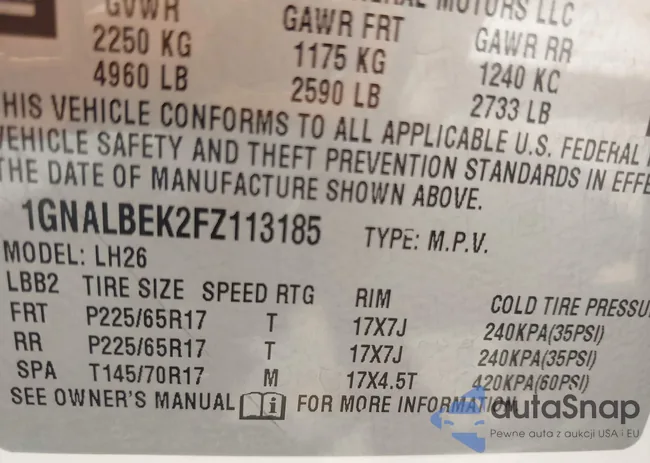 GVWR GAWR FRT GAWR RR
MOTORS LLC
2250 KG 1175 KG 1240 KG
4960 LB 2590 LB 2733 LB
HIS VEHICLE CONFORMS TO ALL APPLICABLE U.S. FEDERAL
VEHICLE SAFETY AND THEFT PREVENTION STANDARDS IN EFFE
THE DATE OF MANUFACTURE SHOWN ABOVE.
1GNALBEK2FZ113185 TYPE: M.P.V.
MODEL: LH26
LBB2 TIRE SIZE SPEED RTG RIM COLD TIRE PRESSU
FRT P225/65R17 T 17X7J 240KPA(35PSI)
RR P225/65R17 T 17X7J 240KPA(35PSI)
SPA T145/70R17 M 17X4.5T 420KPA(60PSI)
SEE OWNER'S MANUAL FOR MORE INFORMATION
autoSnap
Pewne auta z aukcji USA i EU